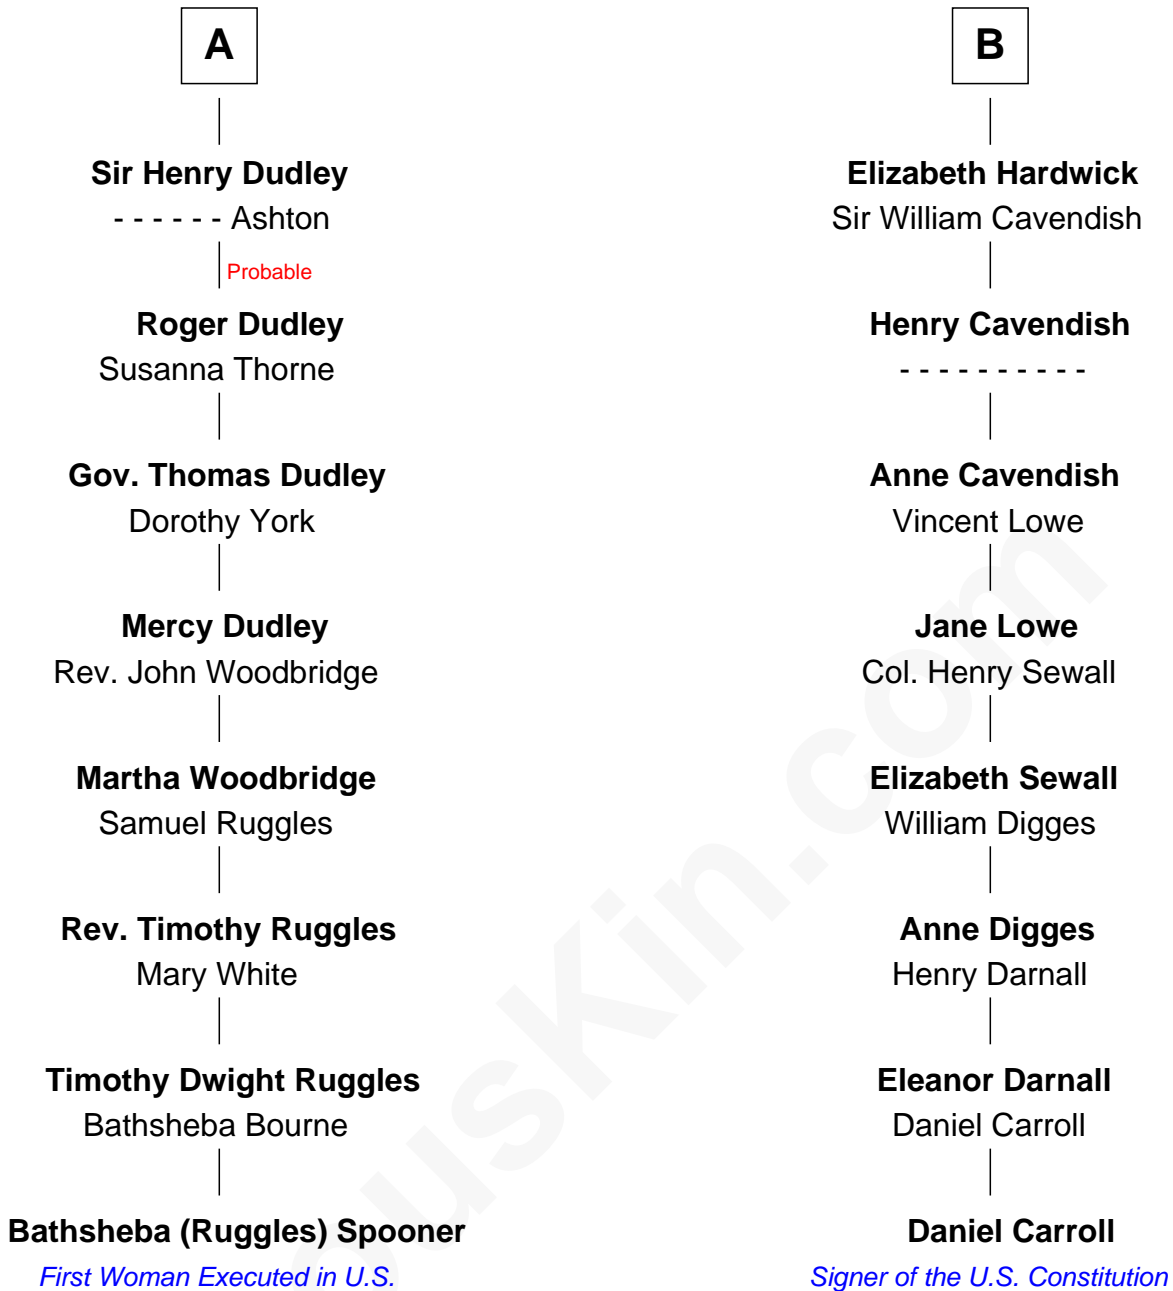 A
B
Sir Henry Dudley
- - - - - - Ashton
Elizabeth Hardwick
Sir William Cavendish
Probable
Roger Dudley
Susanna Thorne
Henry Cavendish
- - - - - - - - - -
Gov. Thomas Dudley
Dorothy York
Anne Cavendish
Vincent Lowe
Mercy Dudley
Rev. John Woodbridge
Jane Lowe
Col. Henry Sewall
Martha Woodbridge
Samuel Ruggles
Elizabeth Sewall
William Digges
Rev. Timothy Ruggles
Mary White
Anne Digges
Henry Darnall
Timothy Dwight Ruggles
Bathsheba Bourne
Eleanor Darnall
Daniel Carroll
Bathsheba (Ruggles) Spooner
First Woman Executed in U.S.
Daniel Carroll
Signer of the U.S. Constitution
ousKin.com